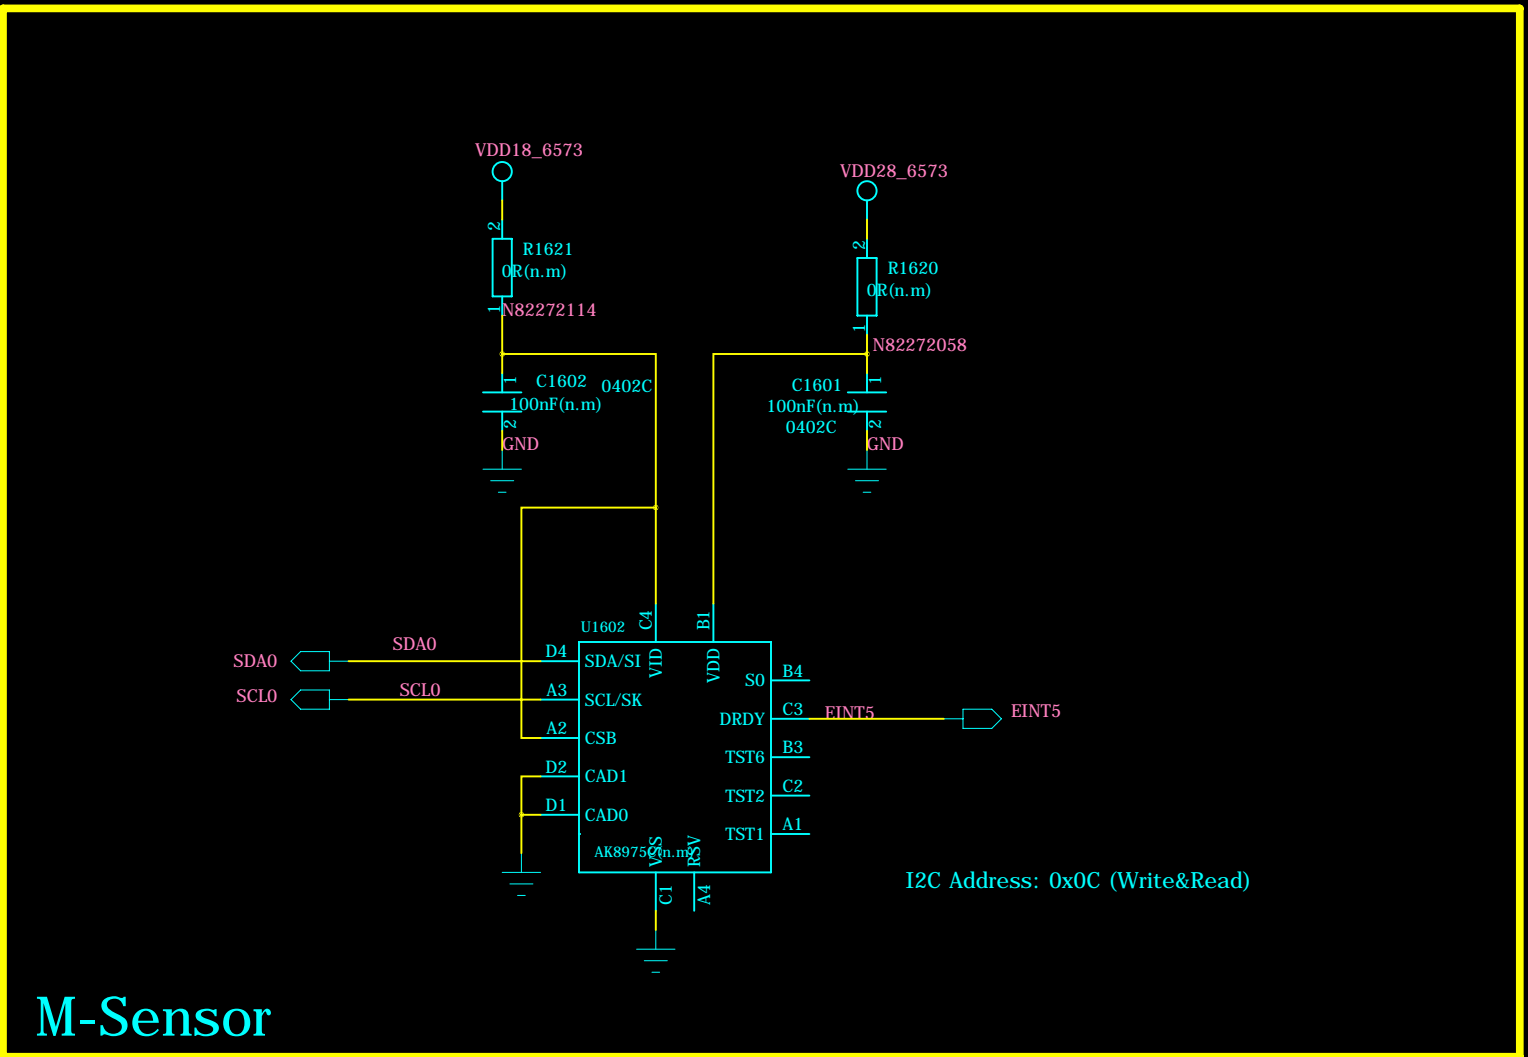 VDD18_6573
VDD28_6573
2
R1621
0R(n.m)
1
N82272114
2
R1620
0R(n.m)
1
N82272058
1
C1602
0402C
100nF(n.m)
2
GND
1
C1601
100nF(n.m)
0402C
2
GND
U1602
C4
B1
SDA0
SDA0
D4
SDA/SI
VID
VDD
SO
B4
SCL0
SCL0
A3
SCL/SK
DRDY
C3
EINT5
EINT5
A2
CSB
TST6
B3
D2
CAD1
TST2
C2
D1
CAD0
TST1
A1
AK8975C(n.m)
VSS
RSV
C1
A4
I2C Address: 0x0C (Write&Read)
M-Sensor